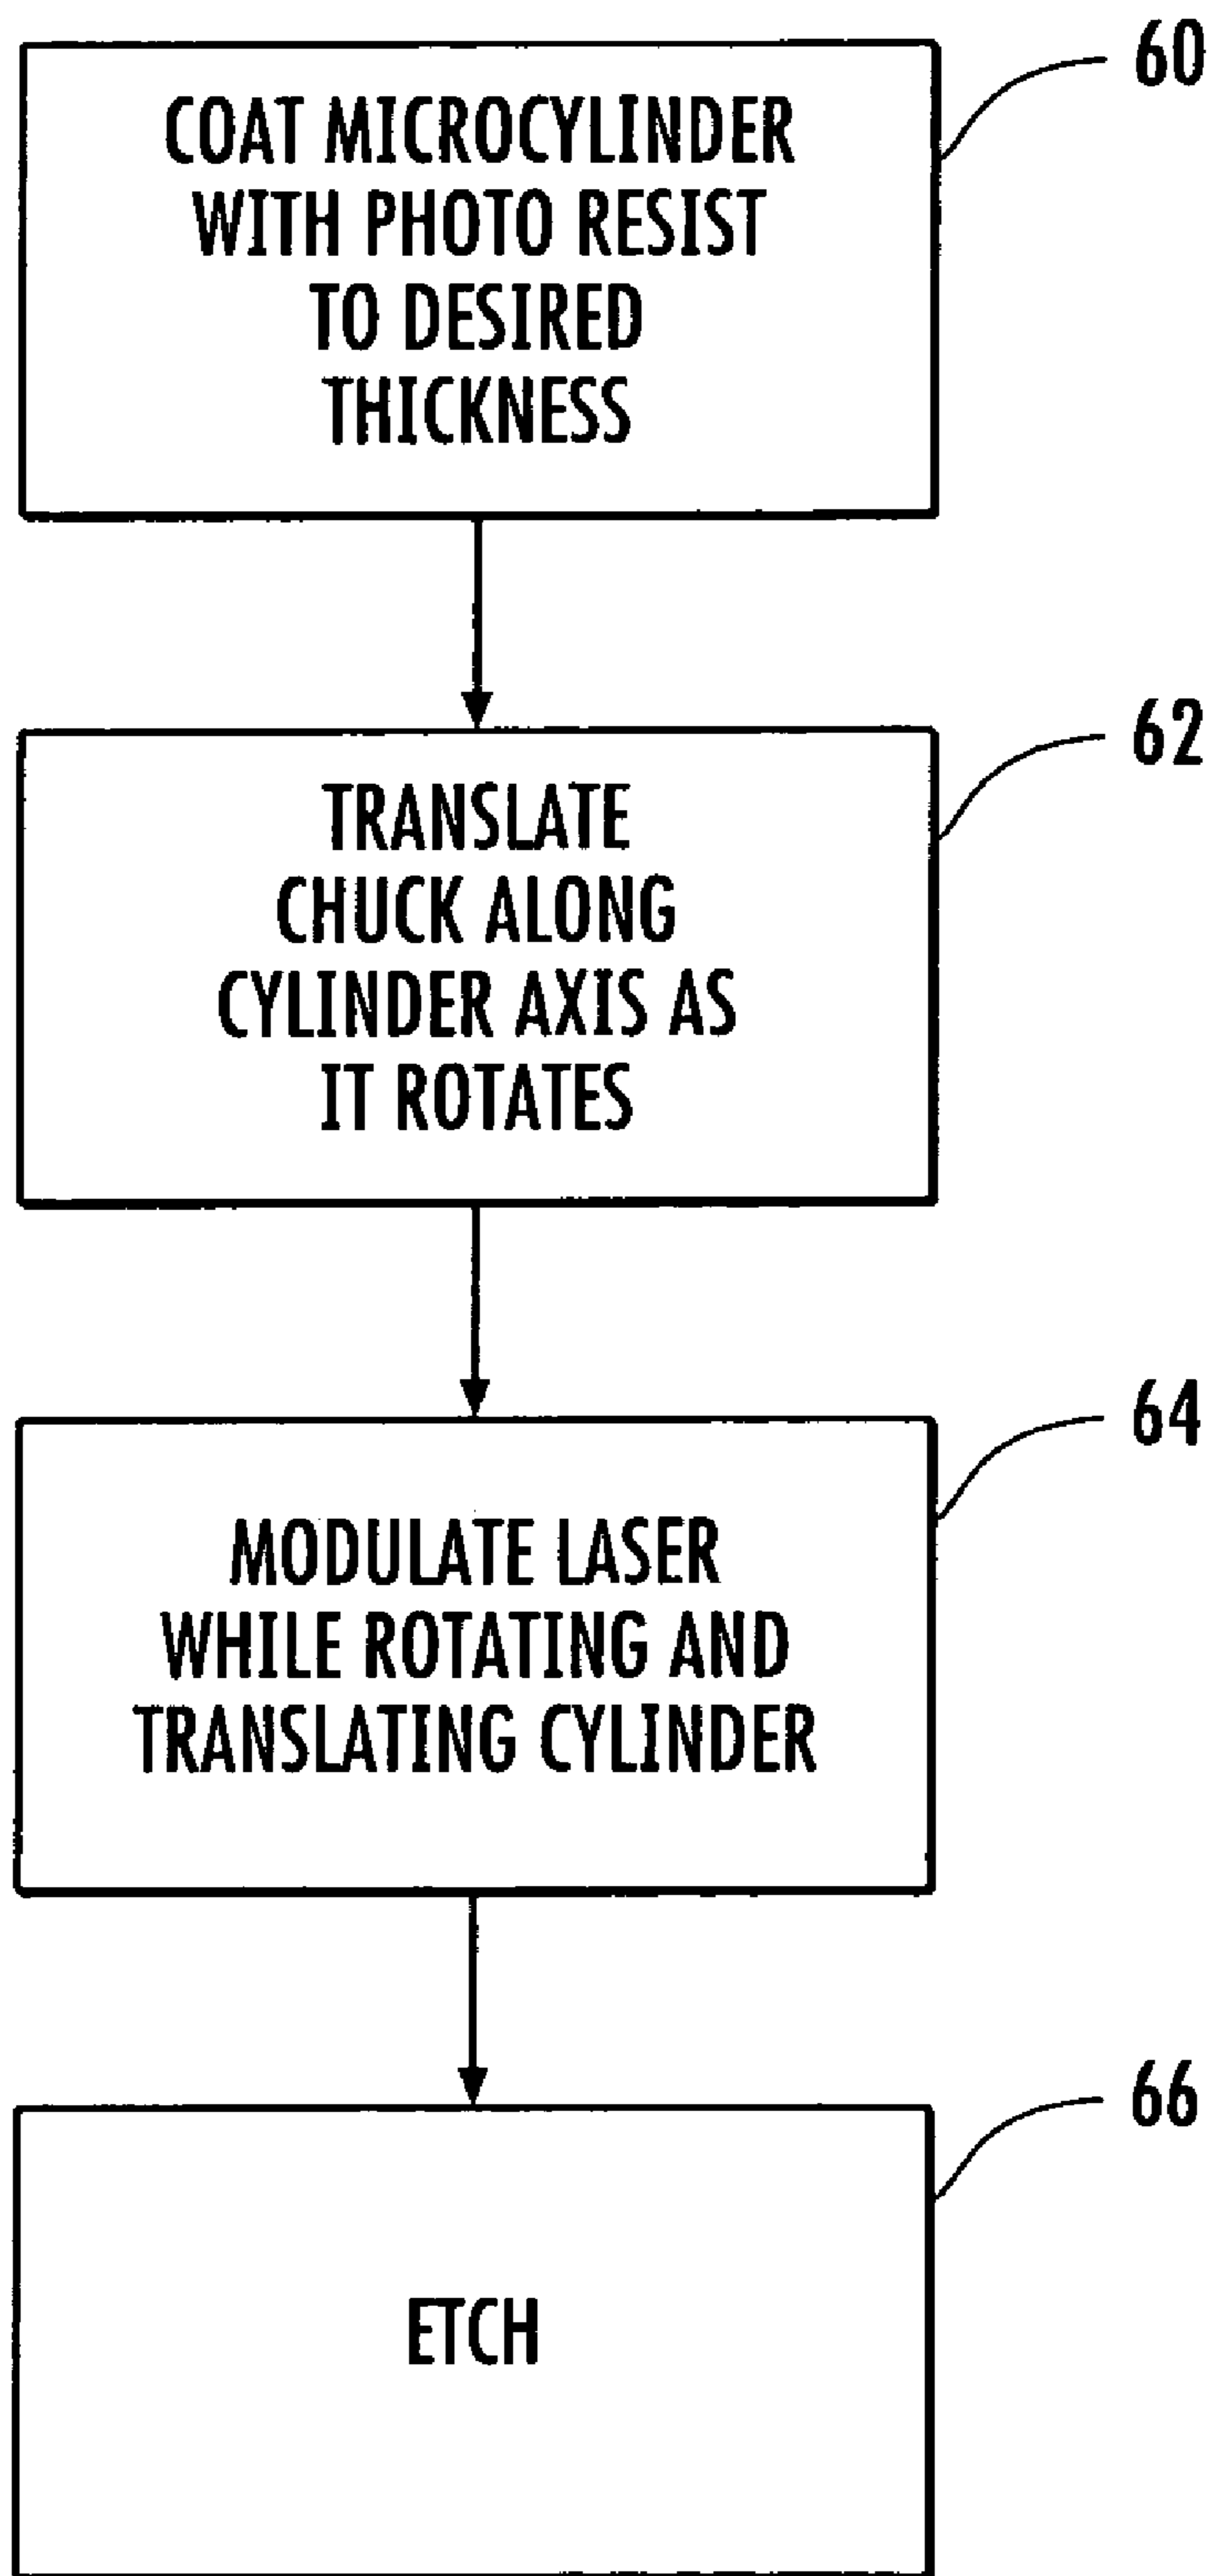 60
COAT MICROCYLINDER
WITH PHOTO RESIST
TO DESIRED
THICKNESS
62
TRANSLATE
CHUCK ALONG
CYLINDER AXIS AS
IT ROTATES
64
MODULATE LASER
WHILE ROTATING AND
TRANSLATING CYLINDER
66
ETCH